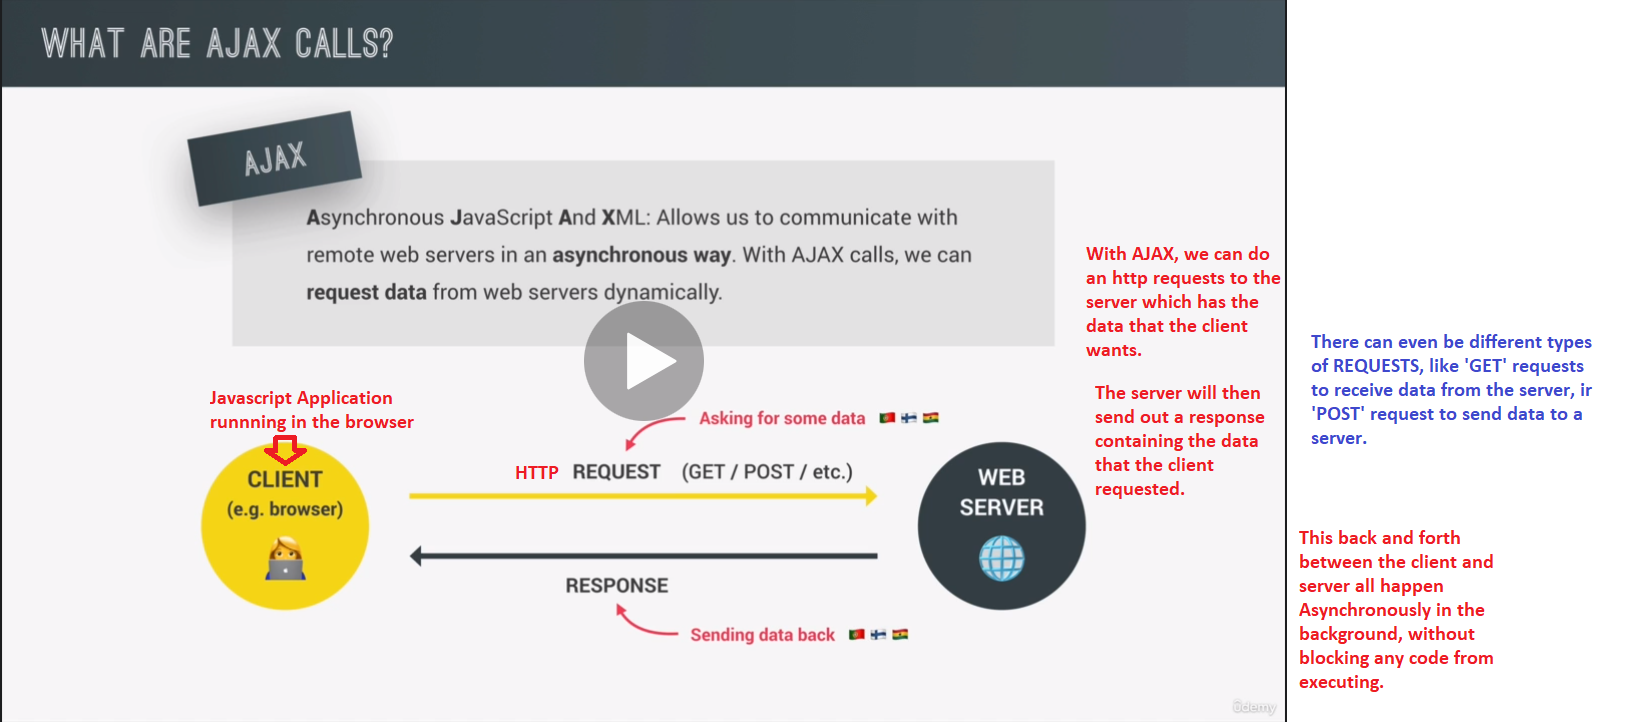 WHAT ARE AJAX CALLS?
AJAX
Asynchronous JavaScript And XML: Allows us to communicate with
remote web servers in an asynchronous way. With AJAX calls, we can
request data from web servers dynamically.
With AJAX, we can do
an http requests to the
server which has the
data that the client
wants.
There can even be different types
of REQUESTS, like 'GET' requests
to receive data from the server, ir
'POST' request to send data to a
server.
Javascript Application
runnning in the browser
CLIENT
(e.g. browser)
Asking for some data
HTTP REQUEST (GET / POST / etc.)
WEB
SERVER
The server will then
send out a response
containing the data
that the client
requested.
RESPONSE
Sending data back
This back and forth
between the client and
server all happen
Asynchronously in the
background, without
blocking any code from
executing.
ûdemy